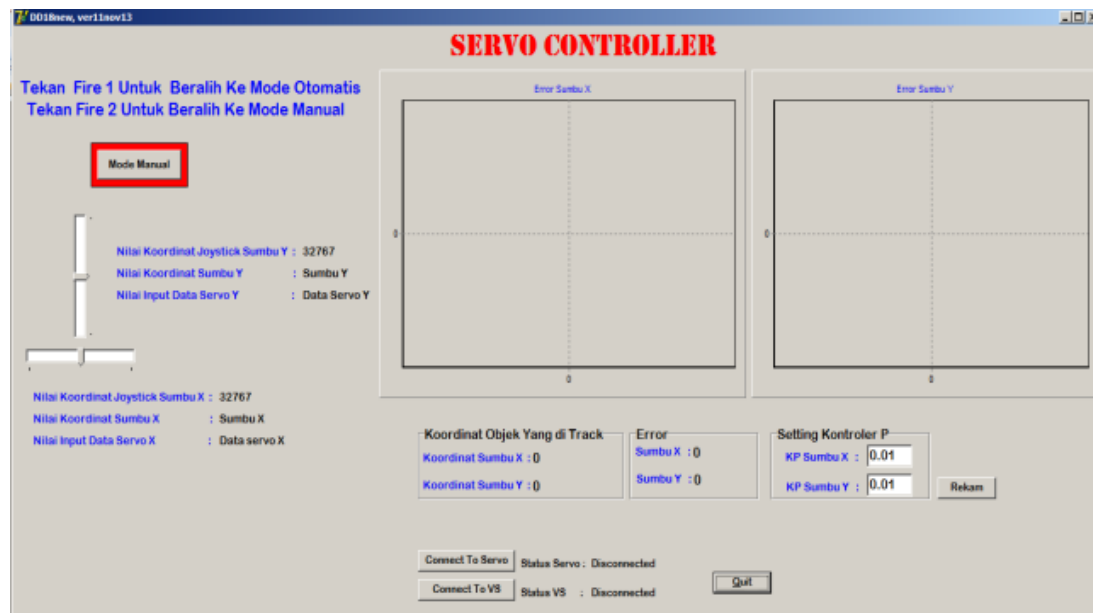 DD18new, ver11nov13
SERVO CONTROLLER
Tekan Fire 1 Untuk Beralih Ke Mode Otomatis
Tekan Fire 2 Untuk Beralih Ke Mode Manual
Mode Manual
Nilai Koordinat Joystick Sumbu Y : 32767
Nilai Koordinat Sumbu Y : Sumbu Y
Nilai Input Data Servo Y : Data Servo Y
Nilai Koordinat Joystick Sumbu X : 32767
Nilai Koordinat Sumbu X : Sumbu X
Nilai Input Data Servo X : Data servo X
Error Sumbu X
0
0
Error Sumbu Y
0
0
Koordinat Objek Yang di Track
Koordinat Sumbu X : 0
Koordinat Sumbu Y : 0
Error
Sumbu X : 0
Sumbu Y : 0
Setting Kontroler P
KP Sumbu X : 0.01
KP Sumbu Y : 0.01
Rekam
Connect To Servo Status Servo : Disconnected
Connect To VS Status VS : Disconnected
Quit